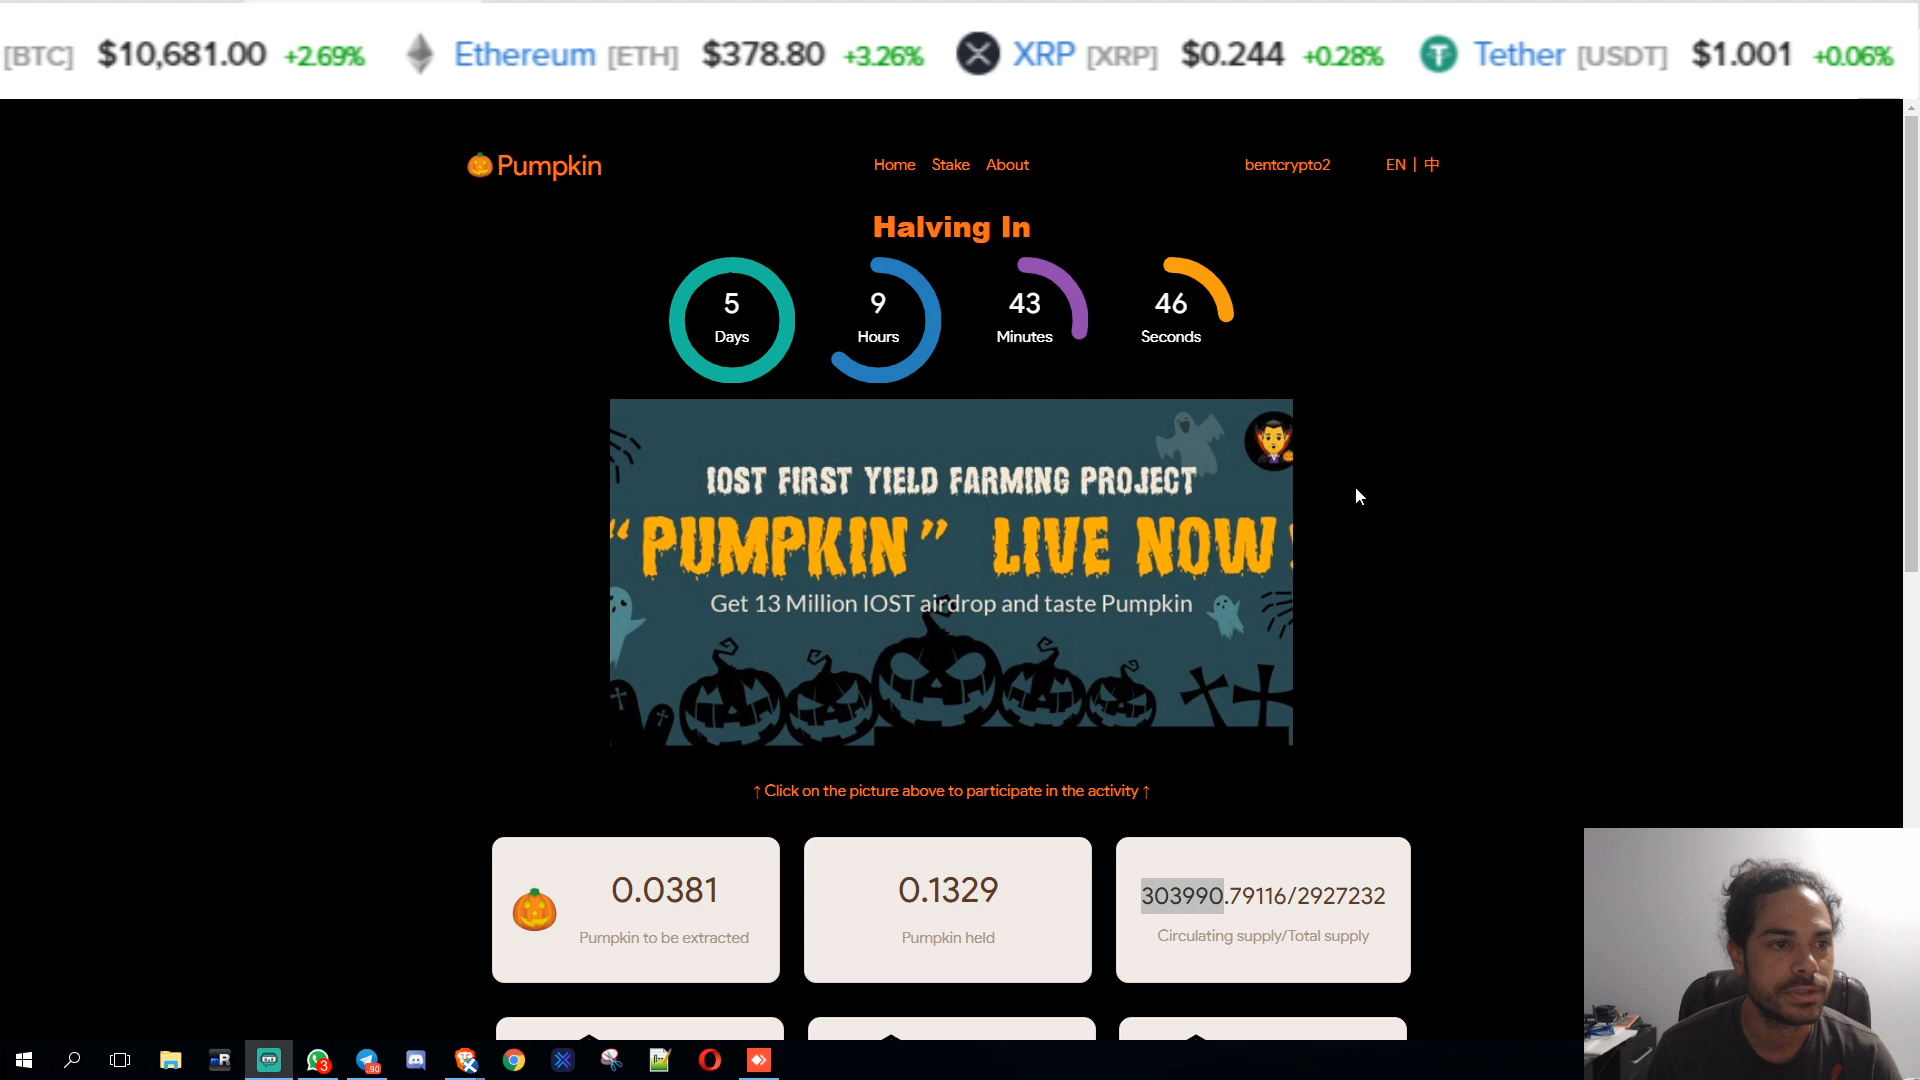 [BTC] $10,681.00 +2.69% Ethereum [ETH] $378.80 +3.26% XRP [XRP] $0.244 +0.28% Tether [USDT] $1.001 +0.06%
Pumpkin Home Stake About bentcrypto2 EN | 中
Halving In
5 9 43 46
Days Hours Minutes Seconds
IOST FIRST YIELD FARMING PROJECT
“PUMPKIN” LIVE NOW!
Get 13 Million IOST airdrop and taste Pumpkin
↑ Click on the picture above to participate in the activity ↑
0.0381 0.1329 303990.79116/2927232
Pumpkin to be extracted Pumpkin held Circulating supply/Total supply
R 3 .90